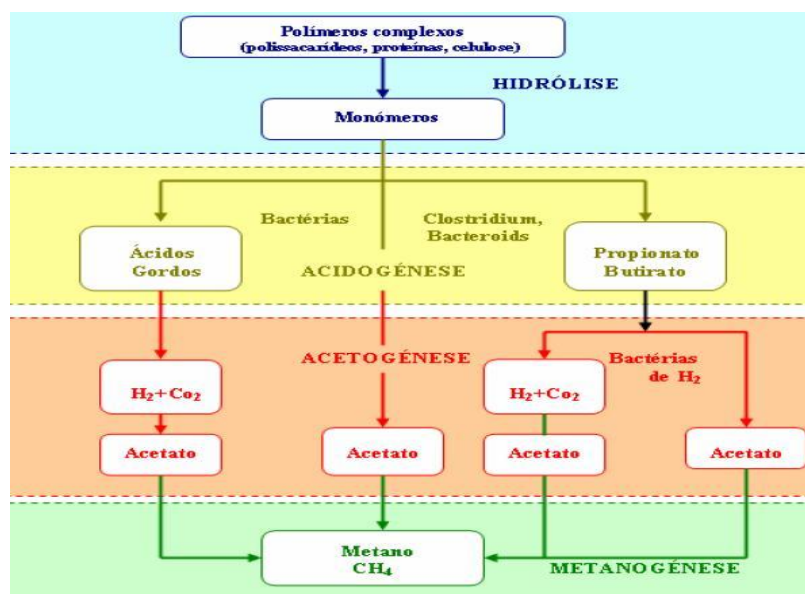 Polímeros complexos
(polissacarídeos, proteínas, celulose)
HIDRÓLISE
Monómeros
Bactérias
Clostridium,
Bacteroids
Ácidos
Gordos
ACIDOGÉNESE
Propionato
Butirato
ACETOGÉNESE
Bactérias
de H₂
H₂+Co₂
H₂+Co₂
Acetato
Acetato
Acetato
Acetato
Metano
CH₄
METANOGÉNESE